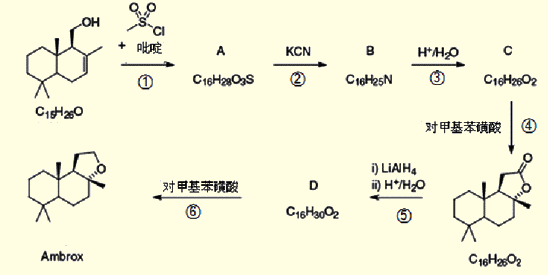 OH
O O
S
Cl
+
吡啶
①
A
KCN
②
B
H⁺/H₂O
③
C
C₁₅H₂₆O
C₁₆H₂₈O₃S
C₁₆H₂₅N
C₁₆H₂₆O₂
对甲基苯磺酸 ④
O
O
对甲基苯磺酸
⑥
D
C₁₆H₃₀O₂
i) LiAlH₄
ii) H⁺/H₂O
⑤
O
Ambrox
C₁₆H₂₆O₂